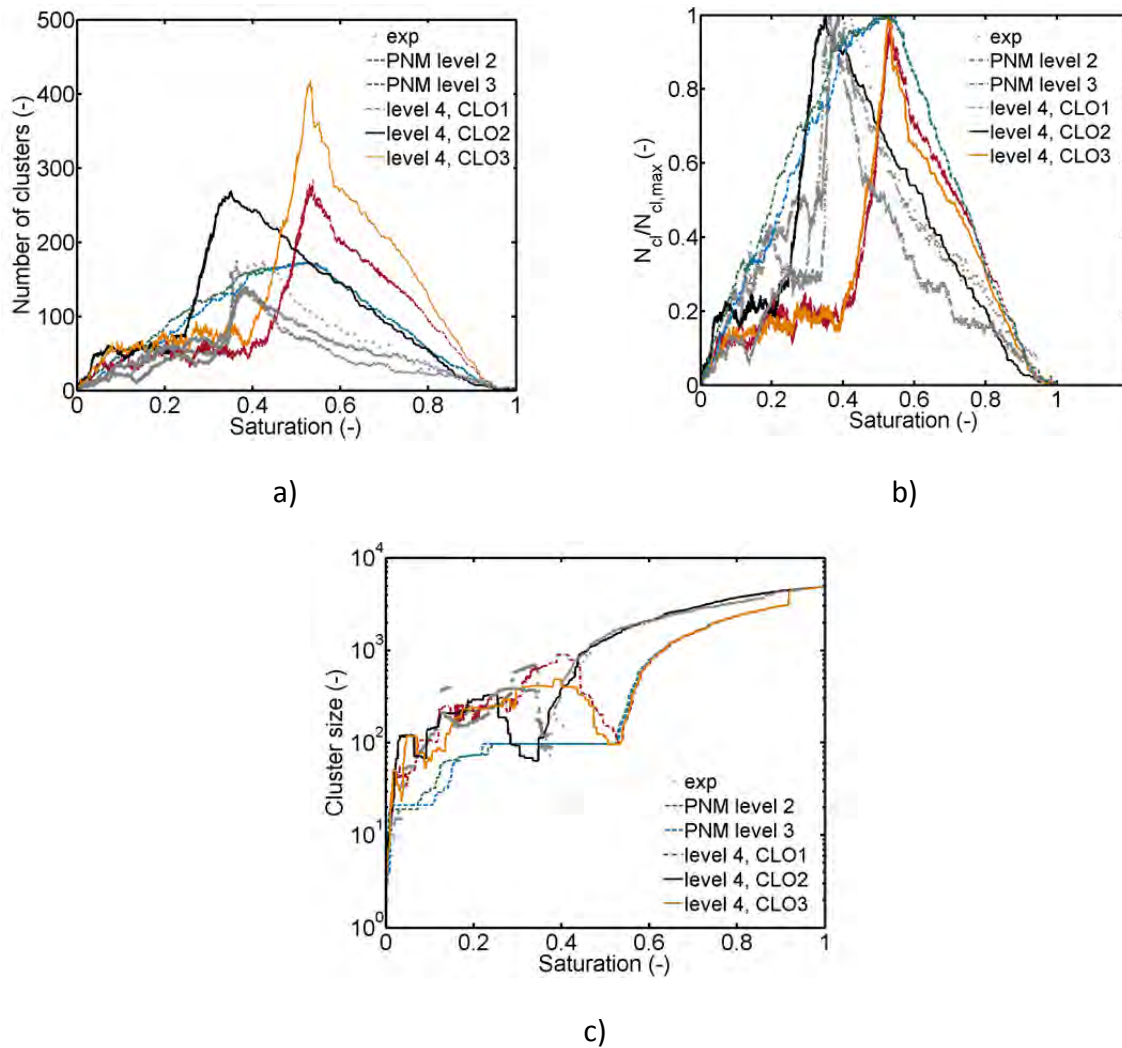 500
400
300
200
100
0
Number of clusters (-)
0
0.2
0.4
0.6
0.8
1
Saturation (-)
exp
PNM level 2
PNM level 3
level 4, CLO1
level 4, CLO2
level 4, CLO3
a)
1
0.8
0.6
0.4
0.2
0
N_cl/N_cl,max (-)
0
0.2
0.4
0.6
0.8
1
Saturation (-)
exp
PNM level 2
PNM level 3
level 4, CLO1
level 4, CLO2
level 4, CLO3
b)
10^4
10^3
10^2
10^1
10^0
Cluster size (-)
0
0.2
0.4
0.6
0.8
1
Saturation (-)
exp
PNM level 2
PNM level 3
level 4, CLO1
level 4, CLO2
level 4, CLO3
c)